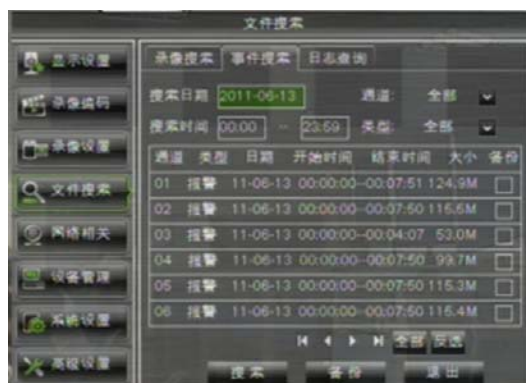 文件搜索
显示设置
录像编码
录像设置
文件搜索
网络相关
设备管理
系统设置
高级设置
录像搜索 事件搜索 日志查询
搜索日期 2011-06-13 通道: 全部
搜索时间 00:00 -- 23:59 类型: 全部
通道 类型 日期 开始时间 结束时间 大小 备份
01 报警 11-06-13 00:00:00--00:07:51 124.9M
02 报警 11-06-13 00:00:00--00:07:50 116.6M
03 报警 11-06-13 00:00:00--00:04:07 53.0M
04 报警 11-06-13 00:00:00--00:07:50 99.7M
05 报警 11-06-13 00:00:00--00:07:50 115.3M
06 报警 11-06-13 00:00:00--00:07:50 115.4M
全部 反选
搜索 备份 退出